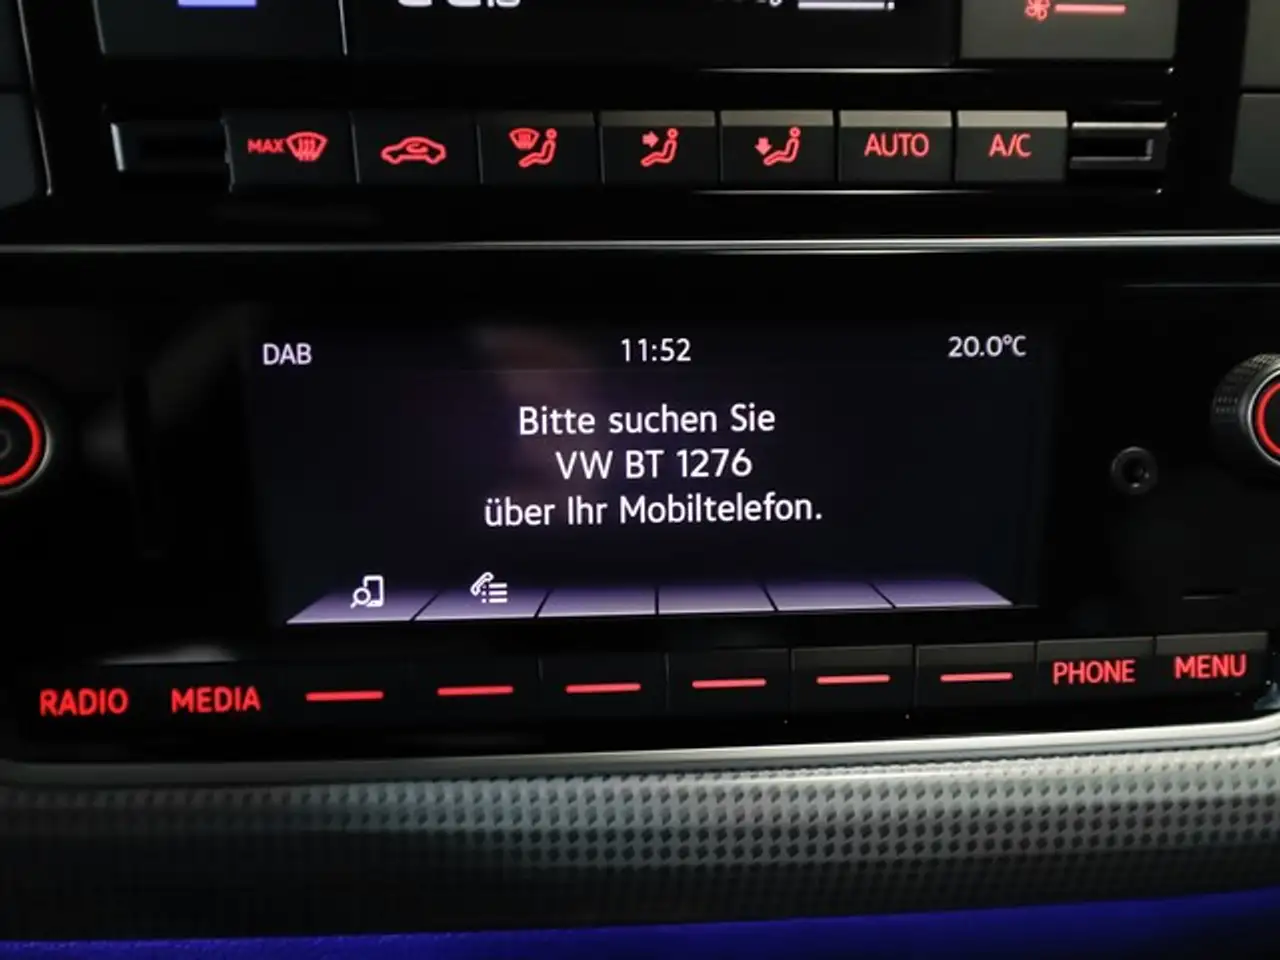 MAX
AUTO
A/C
DAB
11:52
20.0°C
Bitte suchen Sie
VW BT 1276
über Ihr Mobiltelefon.
RADIO
MEDIA
PHONE
MENU